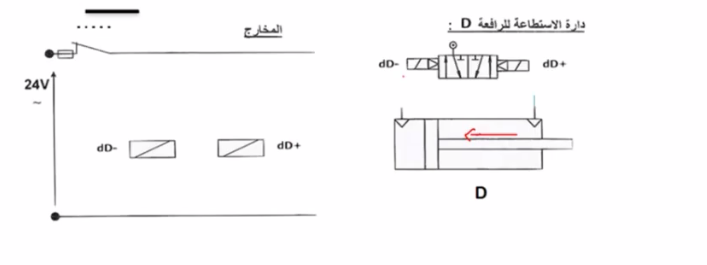 المخارج
24V
~
dD-
dD+
دارة الاستطاعة للرافعة D :
dD-
dD+
D